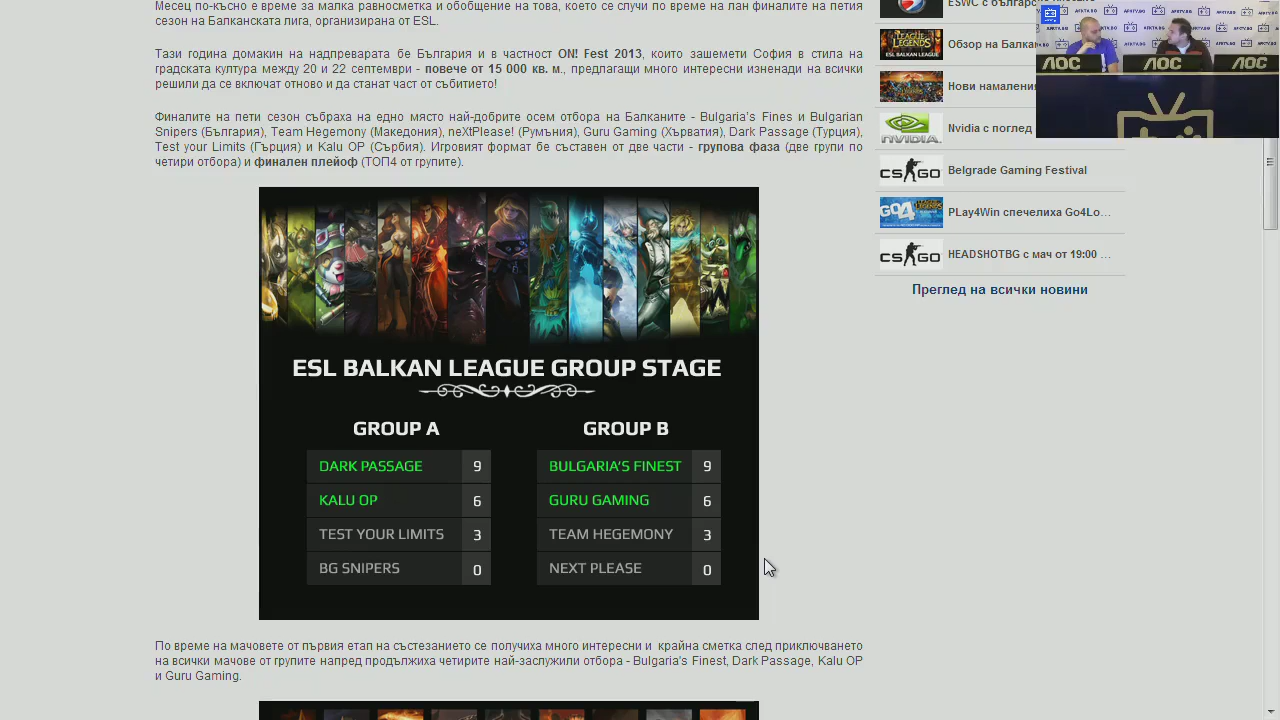 Месец по-късно е време за малка равносметка и обобщение на това, което се случи по време на лан финалите на петия
сезон на Балканската лига, организирана от ESL.
Тази есен домакин на надпреварата бе България и в частност ON! Fest 2013
градската култура между 20 и 22 септември - повече от 15 000 кв. м., предлагащи много интересни изненади на всички
решили да се включат отново и да станат част от събитието!
Финалите на пети сезон събраха на едно място най-добрите осем отбора на Балканите - Bulgaria's Fines и Bulgarian
Snipers (България), Team Hegemony (Македония), neXtPlease! (Румъния), Guru Gaming (Хърватия), Dark Passage (Турция),
Test Your Limits (Гърция) и Kalu OP (Сърбия). Игровият формат бе съставен от две части - групова фаза (две групи по
четири отбора) и финален плейоф (ТОП4 от групите).
ESL BALKAN LEAGUE GROUP STAGE
GROUP A
DARK PASSAGE 9
KALU OP 6
TEST YOUR LIMITS 3
BG SNIPERS 0
GROUP B
BULGARIA'S FINEST 9
GURU GAMING 6
TEAM HEGEMONY 3
NEXT PLEASE 0
По време на мачовете от първия етап на състезанието се получиха много интересни и крайна сметка след приключването
на всички мачове от групите напред продължиха четирите най-заслужили отбора - Bulgaria's Finest, Dark Passage, Kalu OP
и Guru Gaming.
ESWC с
Обзор на
Нови намаления
Nvidia с поглед
Belgrade Gaming Festival
PLay4Win спечелиха Go4Lo...
HEADSHOTBG с мач от 19:00 ...
Преглед на всички новини
LEAGUE LEGENDS
NVIDIA
CS GO
GO4
CS GO
AOC
AOC
AOC